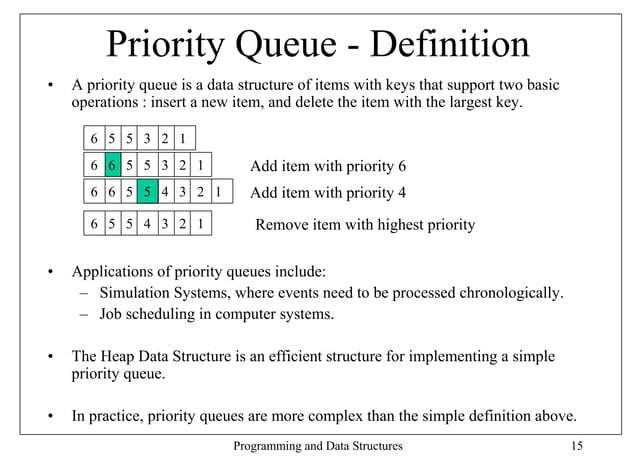 Priority Queue - Definition
• A priority queue is a data structure of items with keys that support two basic
operations : insert a new item, and delete the item with the largest key.
6 5 5 3 2 1
6 6 5 5 3 2 1 Add item with priority 6
6 6 5 5 4 3 2 1 Add item with priority 4
6 5 5 4 3 2 1 Remove item with highest priority
• Applications of priority queues include:
– Simulation Systems, where events need to be processed chronologically.
– Job scheduling in computer systems.
• The Heap Data Structure is an efficient structure for implementing a simple
priority queue.
• In practice, priority queues are more complex than the simple definition above.
Programming and Data Structures 15